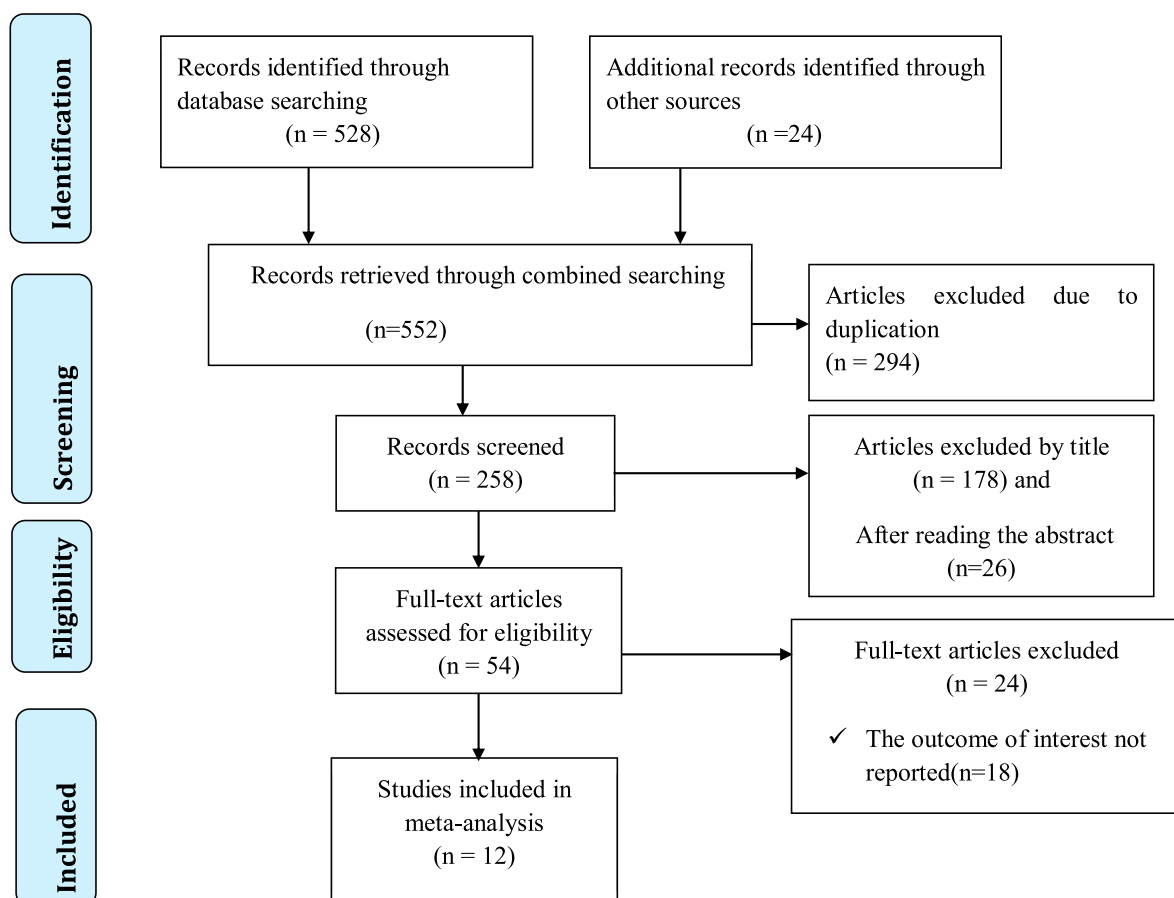 Identification
Records identified through
database searching
(n = 528)
Additional records identified through
other sources
(n =24)
Records retrieved through combined searching
(n=552)
Articles excluded due to
duplication
(n = 294)
Screening
Records screened
(n = 258)
Articles excluded by title
(n = 178) and
After reading the abstract
(n=26)
Eligibility
Full-text articles
assessed for eligibility
(n = 54)
Full-text articles excluded
(n = 24)
✓ The outcome of interest not
reported(n=18)
Included
Studies included in
meta-analysis
(n = 12)